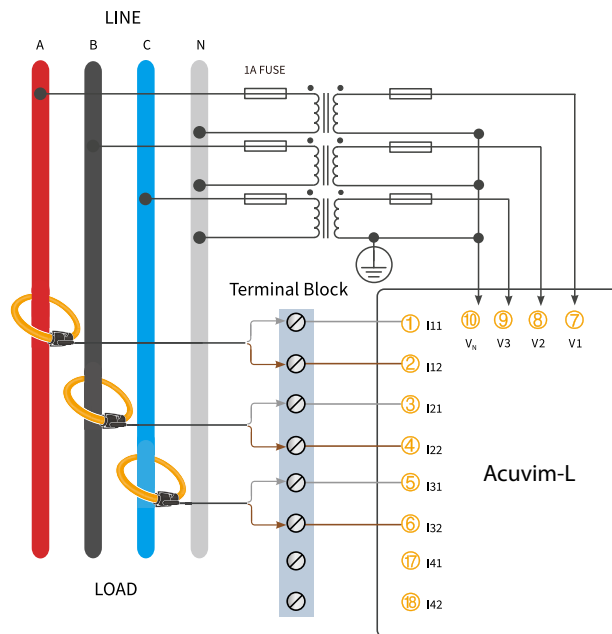 LINE
A B C N
1A FUSE
Terminal Block
① I11
② I12
③ I21
④ I22
⑤ I31
⑥ I32
⑰ I41
⑱ I42
⑩ ⑨ ⑧ ⑦
VN V3 V2 V1
Acuvim-L
LOAD